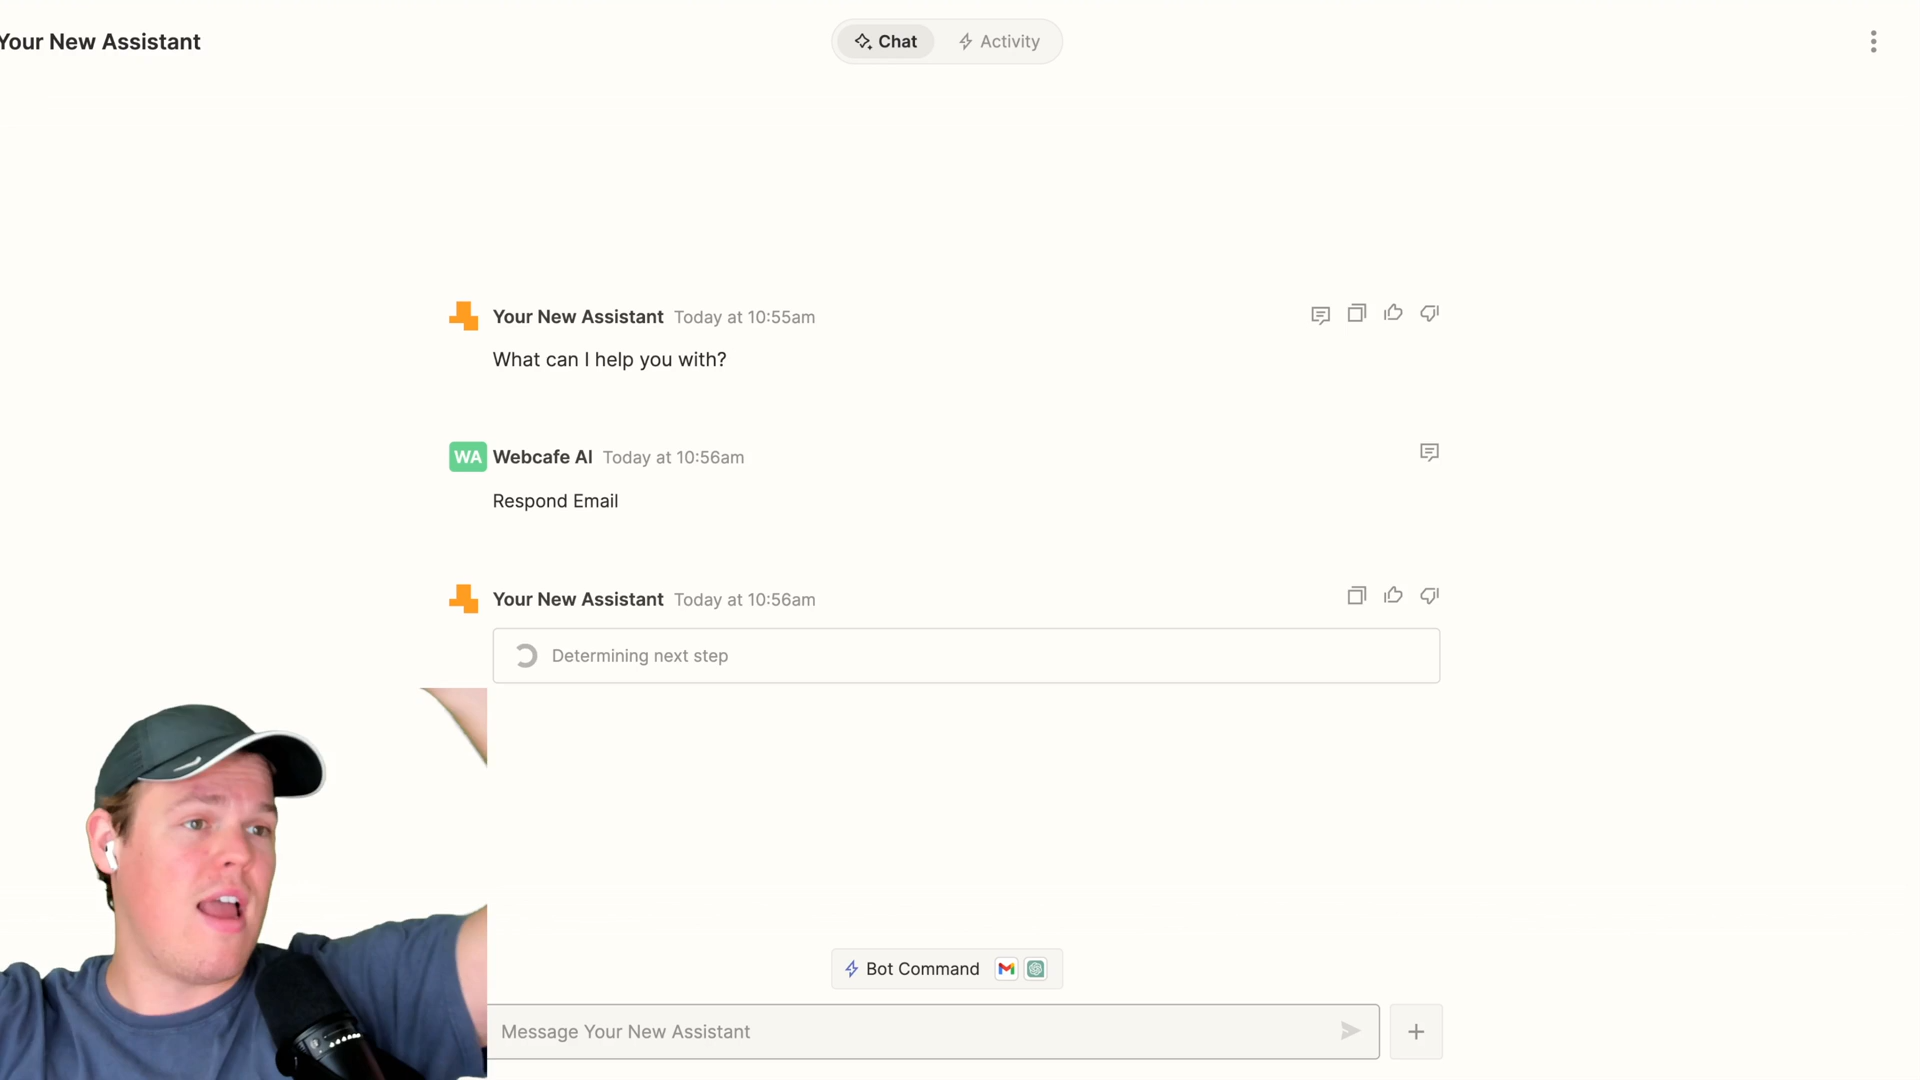 Your New Assistant
Chat
Activity
Your New Assistant Today at 10:55am
What can I help you with?
WA Webcafe AI Today at 10:56am
Respond Email
Your New Assistant Today at 10:56am
Determining next step
Bot Command
Message Your New Assistant